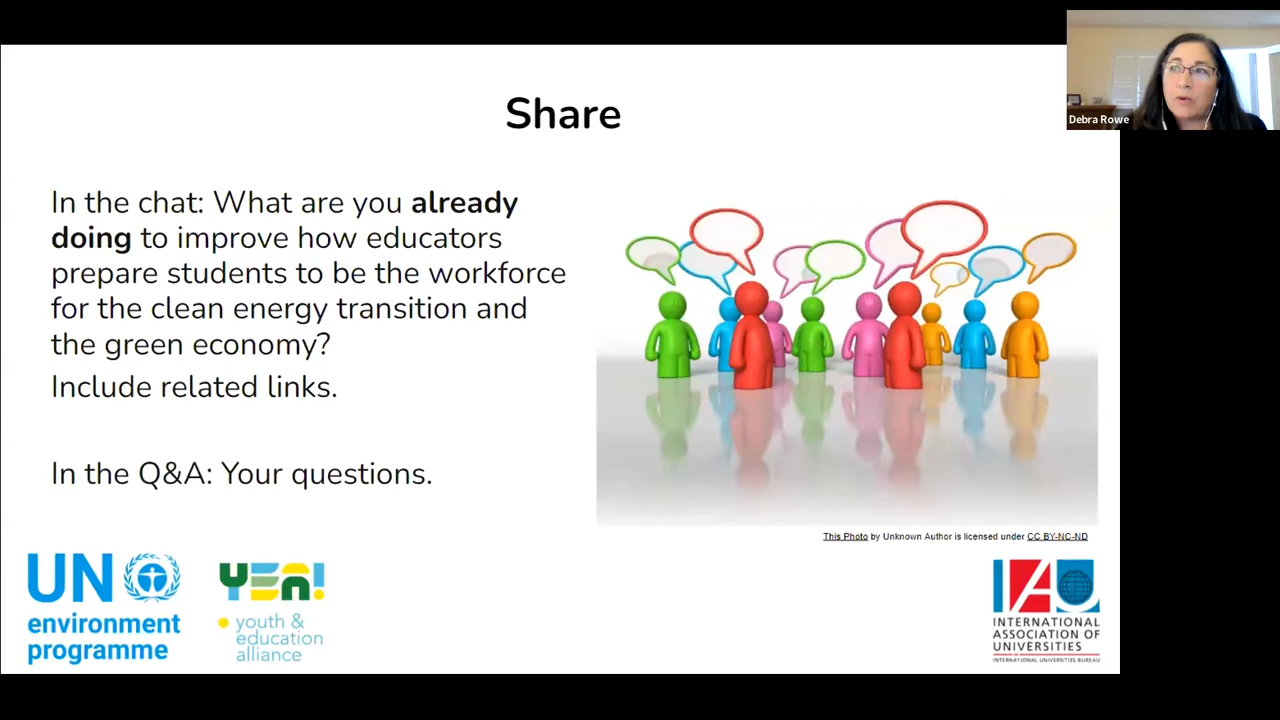 Share
Debra Rowe
In the chat: What are you already
doing to improve how educators
prepare students to be the workforce
for the clean energy transition and
the green economy?
Include related links.
In the Q&A: Your questions.
This Photo by Unknown Author is licensed under CC BY-NC-ND
UN
environment
programme
YEA!
youth &
education
alliance
IAU
INTERNATIONAL
ASSOCIATION OF
UNIVERSITIES
INTERNATIONAL UNIVERSITIES BUREAU